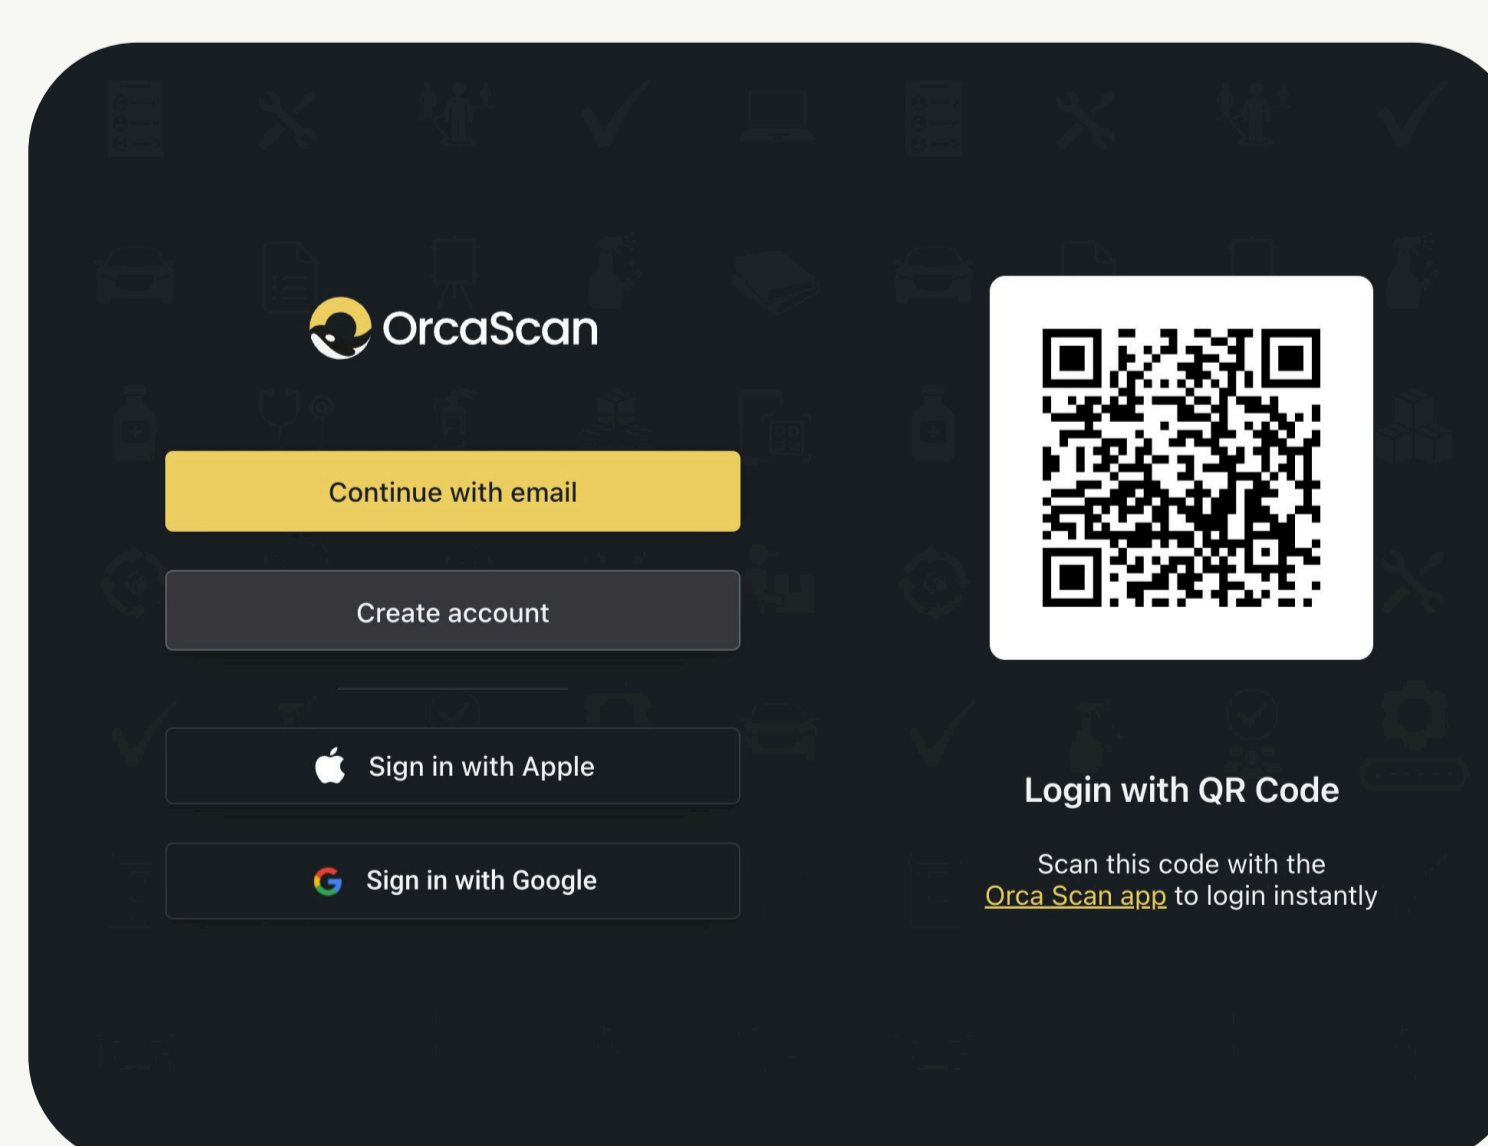 OrcaScan
Continue with email
Create account
Sign in with Apple
Sign in with Google
Login with QR Code
Scan this code with the
Orca Scan app to login instantly